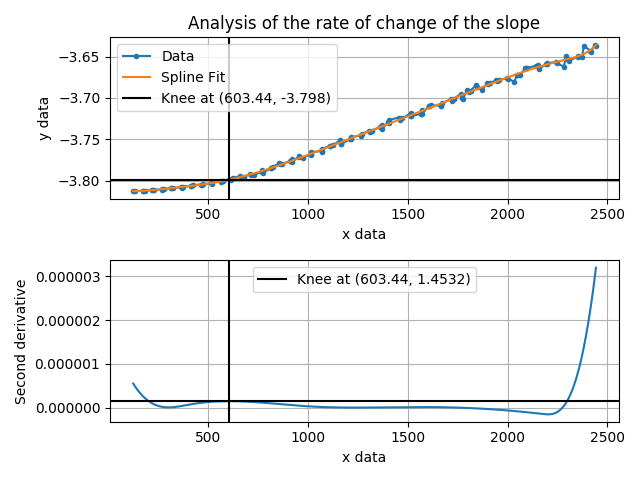 Analysis of the rate of change of the slope
Data
Spline Fit
Knee at (603.44, -3.798)
y data
−3.65
−3.70
−3.75
−3.80
500 1000 1500 2000 2500
x data
Knee at (603.44, 1.4532)
Second derivative
0.000003
0.000002
0.000001
0.000000
500 1000 1500 2000 2500
x data